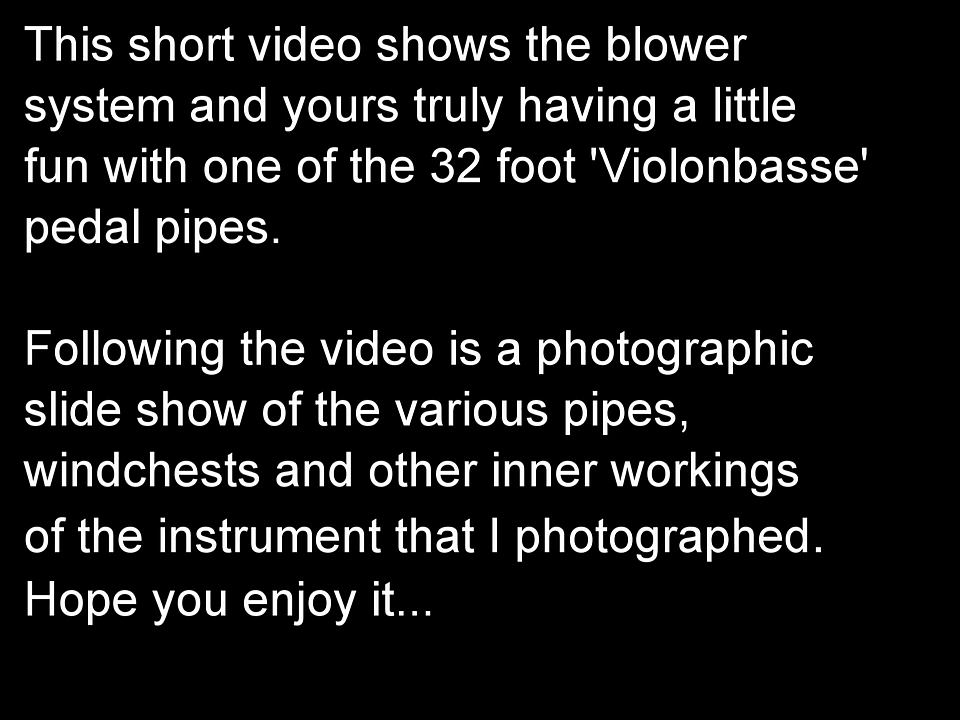 This short video shows the blower
system and yours truly having a little
fun with one of the 32 foot 'Violonbasse'
pedal pipes.
Following the video is a photographic
slide show of the various pipes,
windchests and other inner workings
of the instrument that I photographed.
Hope you enjoy it...